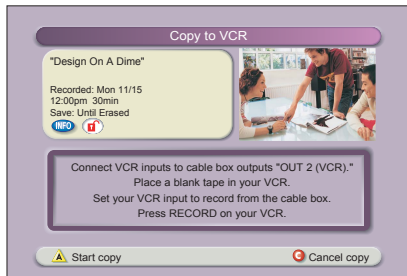 Copy to VCR
"Design On A Dime"
Recorded: Mon 11/15
12:00pm 30min
Save: Until Erased
INFO
Connect VCR inputs to cable box outputs "OUT 2 (VCR)."
Place a blank tape in your VCR.
Set your VCR input to record from the cable box.
Press RECORD on your VCR.
A Start copy
C Cancel copy